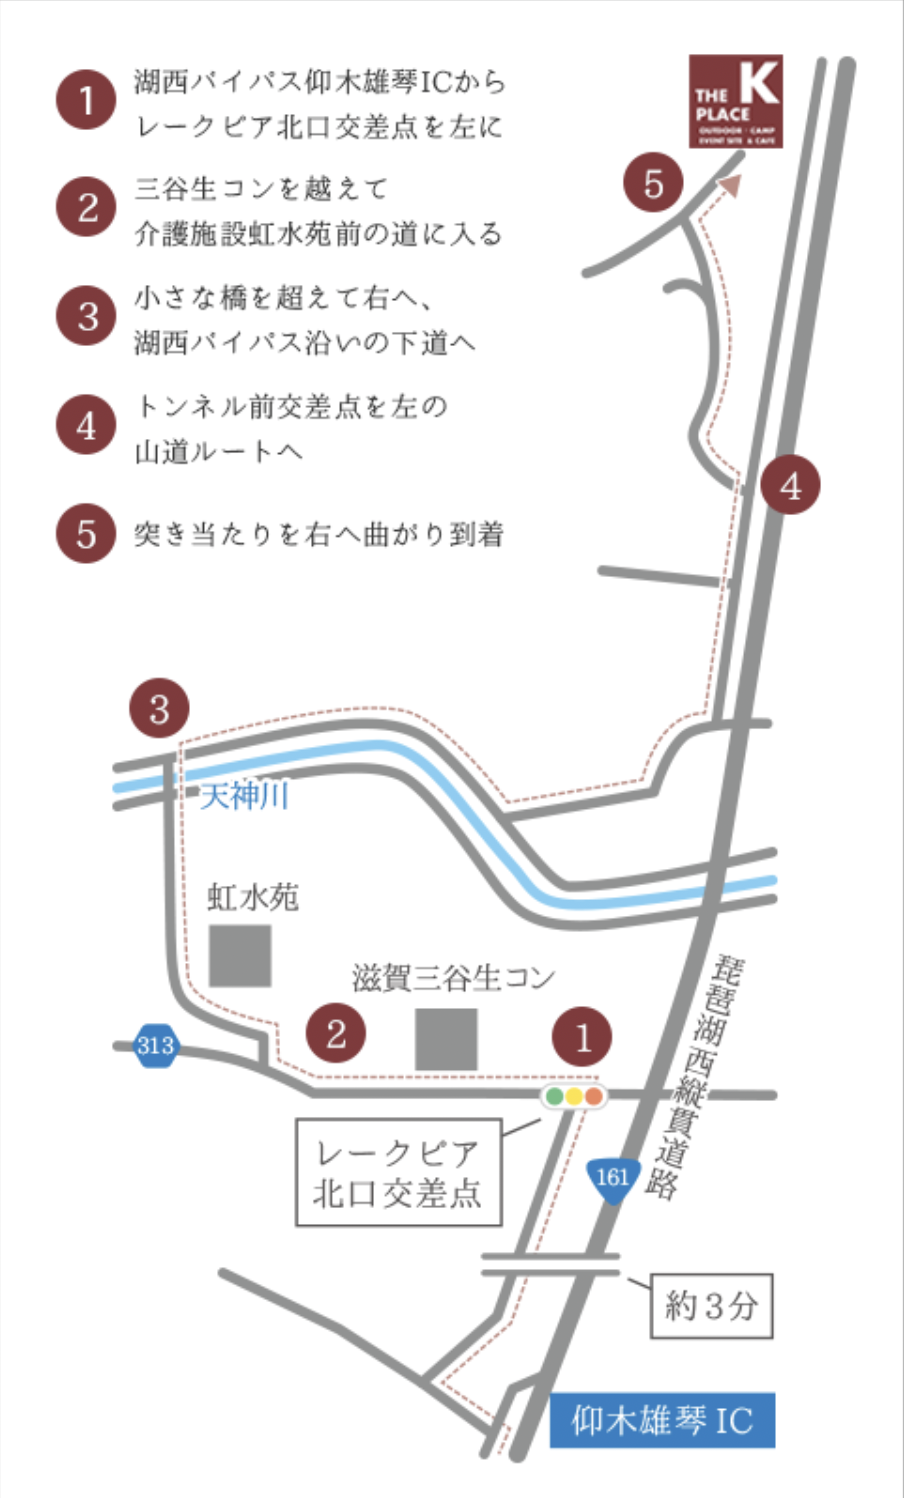 1 湖西バイパス仰木雄琴ICから
レークピア北口交差点を左に
2 三谷生コンを越えて
介護施設虹水苑前の道に入る
3 小さな橋を超えて右へ、
湖西バイパス沿いの下道へ
4 トンネル前交差点を左の
山道ルートへ
5 突き当たりを右へ曲がり到着
THE K
PLACE
OUTDOOR · CAMP
EVENT SITE & CAFE
5
4
3
天神川
虹水苑
滋賀三谷生コン
2
1
313
琵琶湖西縦貫道路
レークピア
北口交差点
161
約3分
仰木雄琴 IC